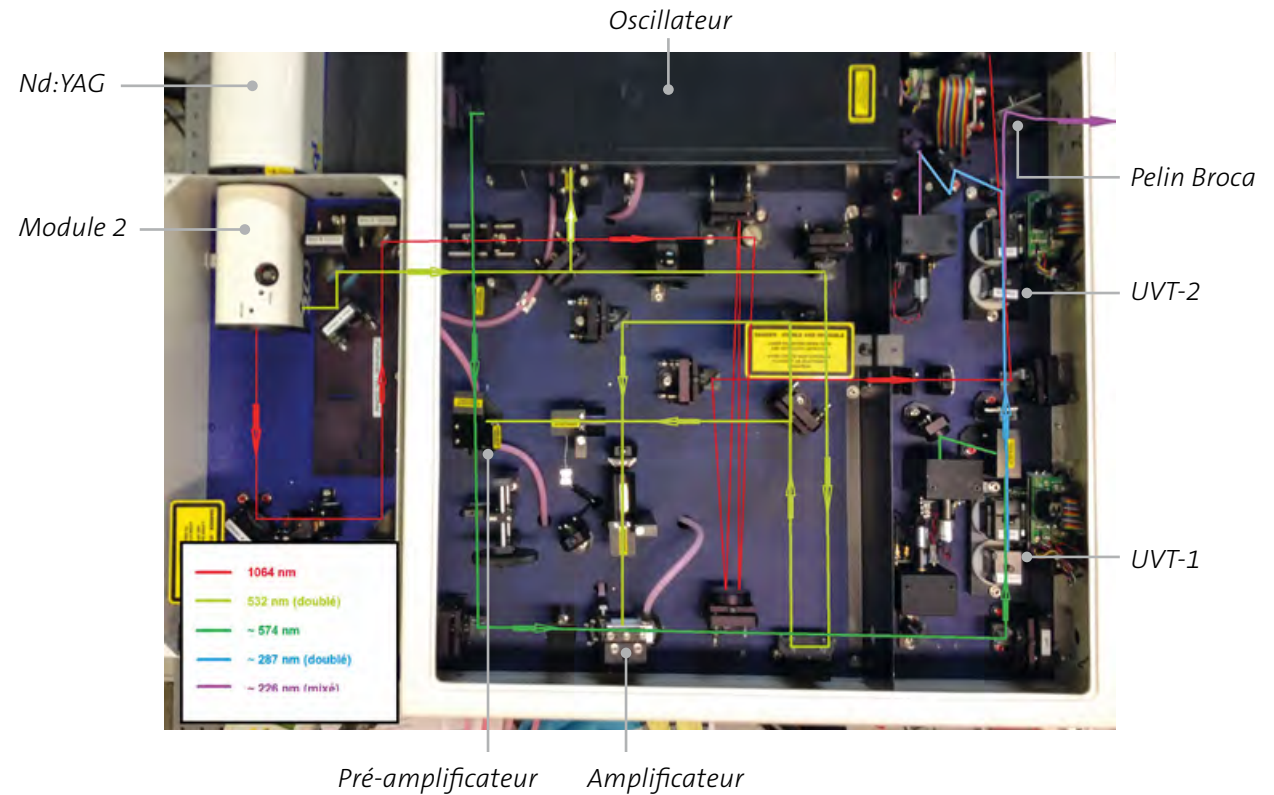 Oscillateur
Nd:YAG
Pelin Broca
Module 2
UVT-2
UVT-1
1064 nm
532 nm (doublé)
~ 574 nm
~ 287 nm (doublé)
~ 226 nm (mixé)
Pré-amplificateur
Amplificateur